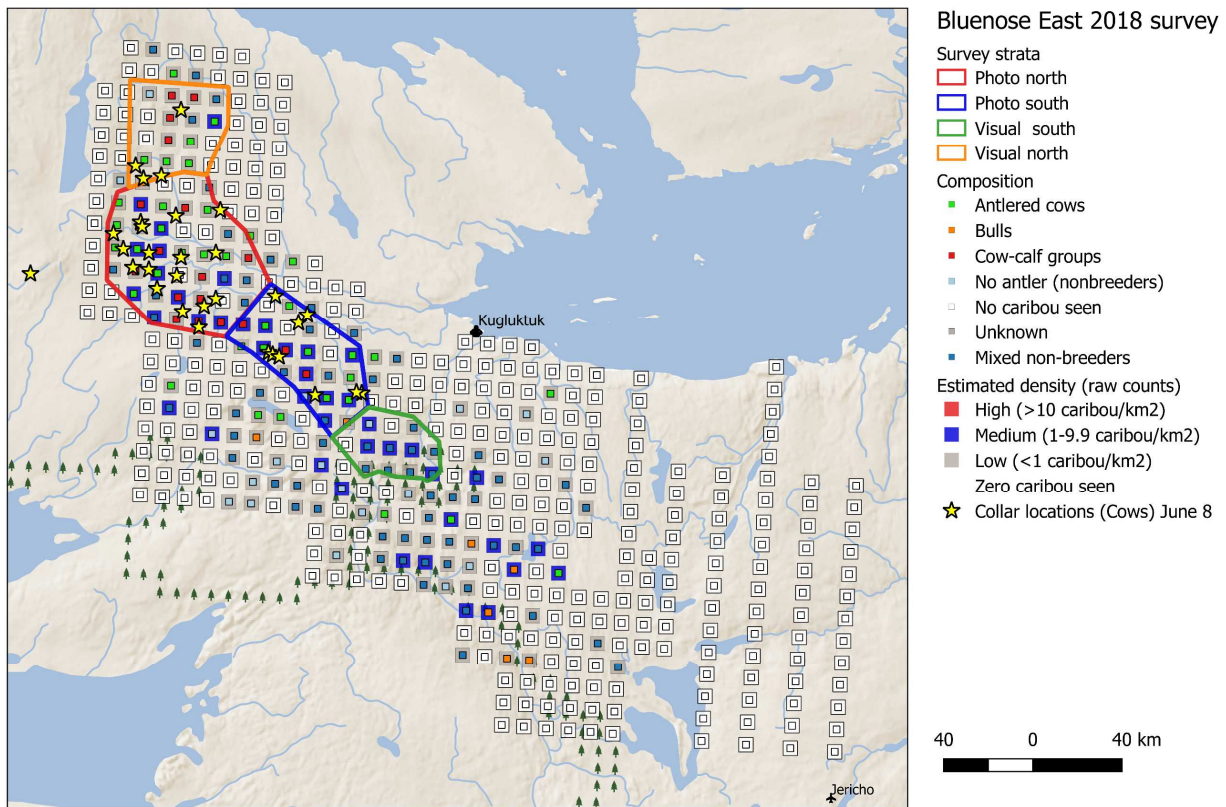 Bluenose East 2018 survey
Survey strata
Photo north
Photo south
Visual south
Visual north
Composition
Antlered cows
Bulls
Cow-calf groups
No antler (nonbreeders)
No caribou seen
Unknown
Mixed non-breeders
Estimated density (raw counts)
High (>10 caribou/km2)
Medium (1-9.9 caribou/km2)
Low (<1 caribou/km2)
Zero caribou seen
Collar locations (Cows) June 8
Kugluktuk
40 0 40 km
Jericho